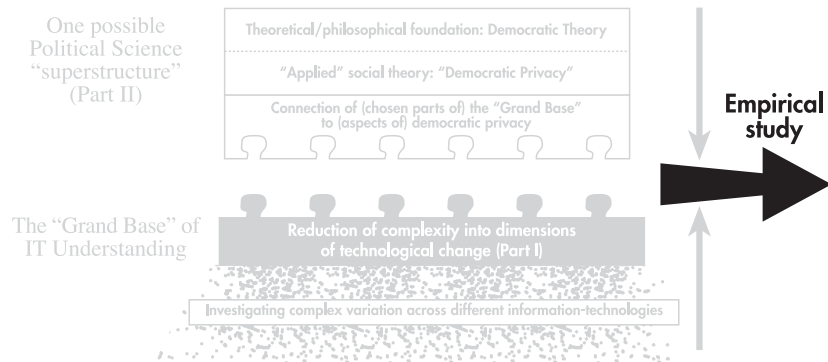 One possible
Political Science
“superstructure”
(Part II)
Theoretical/philosophical foundation: Democratic Theory
“Applied” social theory: “Democratic Privacy”
Connection of (chosen parts of) the “Grand Base”
to (aspects of) democratic privacy
Empirical
study
The “Grand Base” of
IT Understanding
Reduction of complexity into dimensions
of technological change (Part I)
Investigating complex variation across different information-technologies